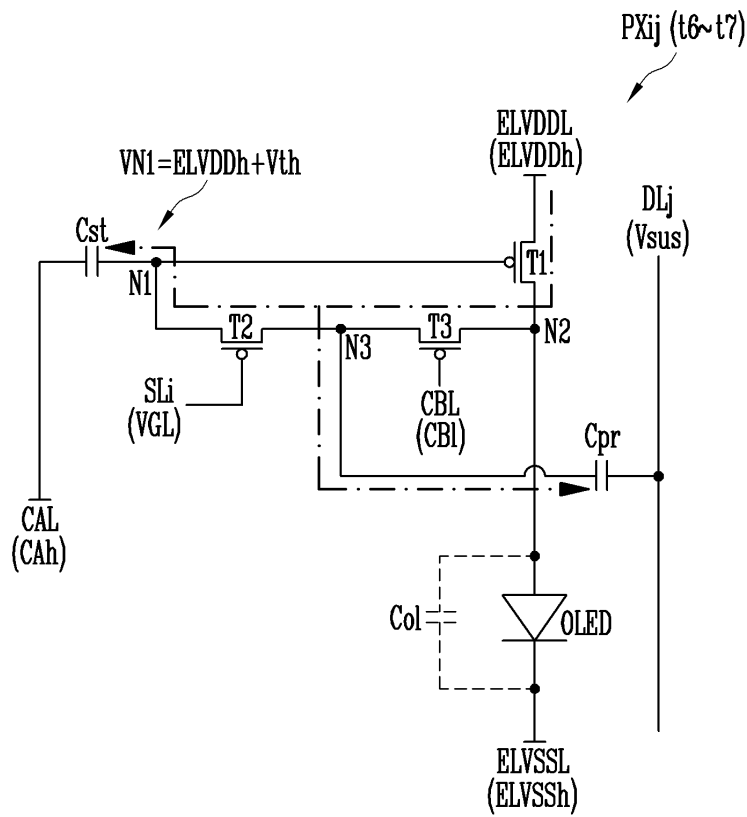 PXij (t6~t7)
ELVDDL
(ELVDDh)
VN1=ELVDDh+Vth
DLj
(Vsus)
Cst
T1
N1
T2
T3
N2
N3
SLi
(VGL)
CBL
(CBl)
Cpr
CAL
(CAh)
Col
OLED
ELVSSL
(ELVSSh)